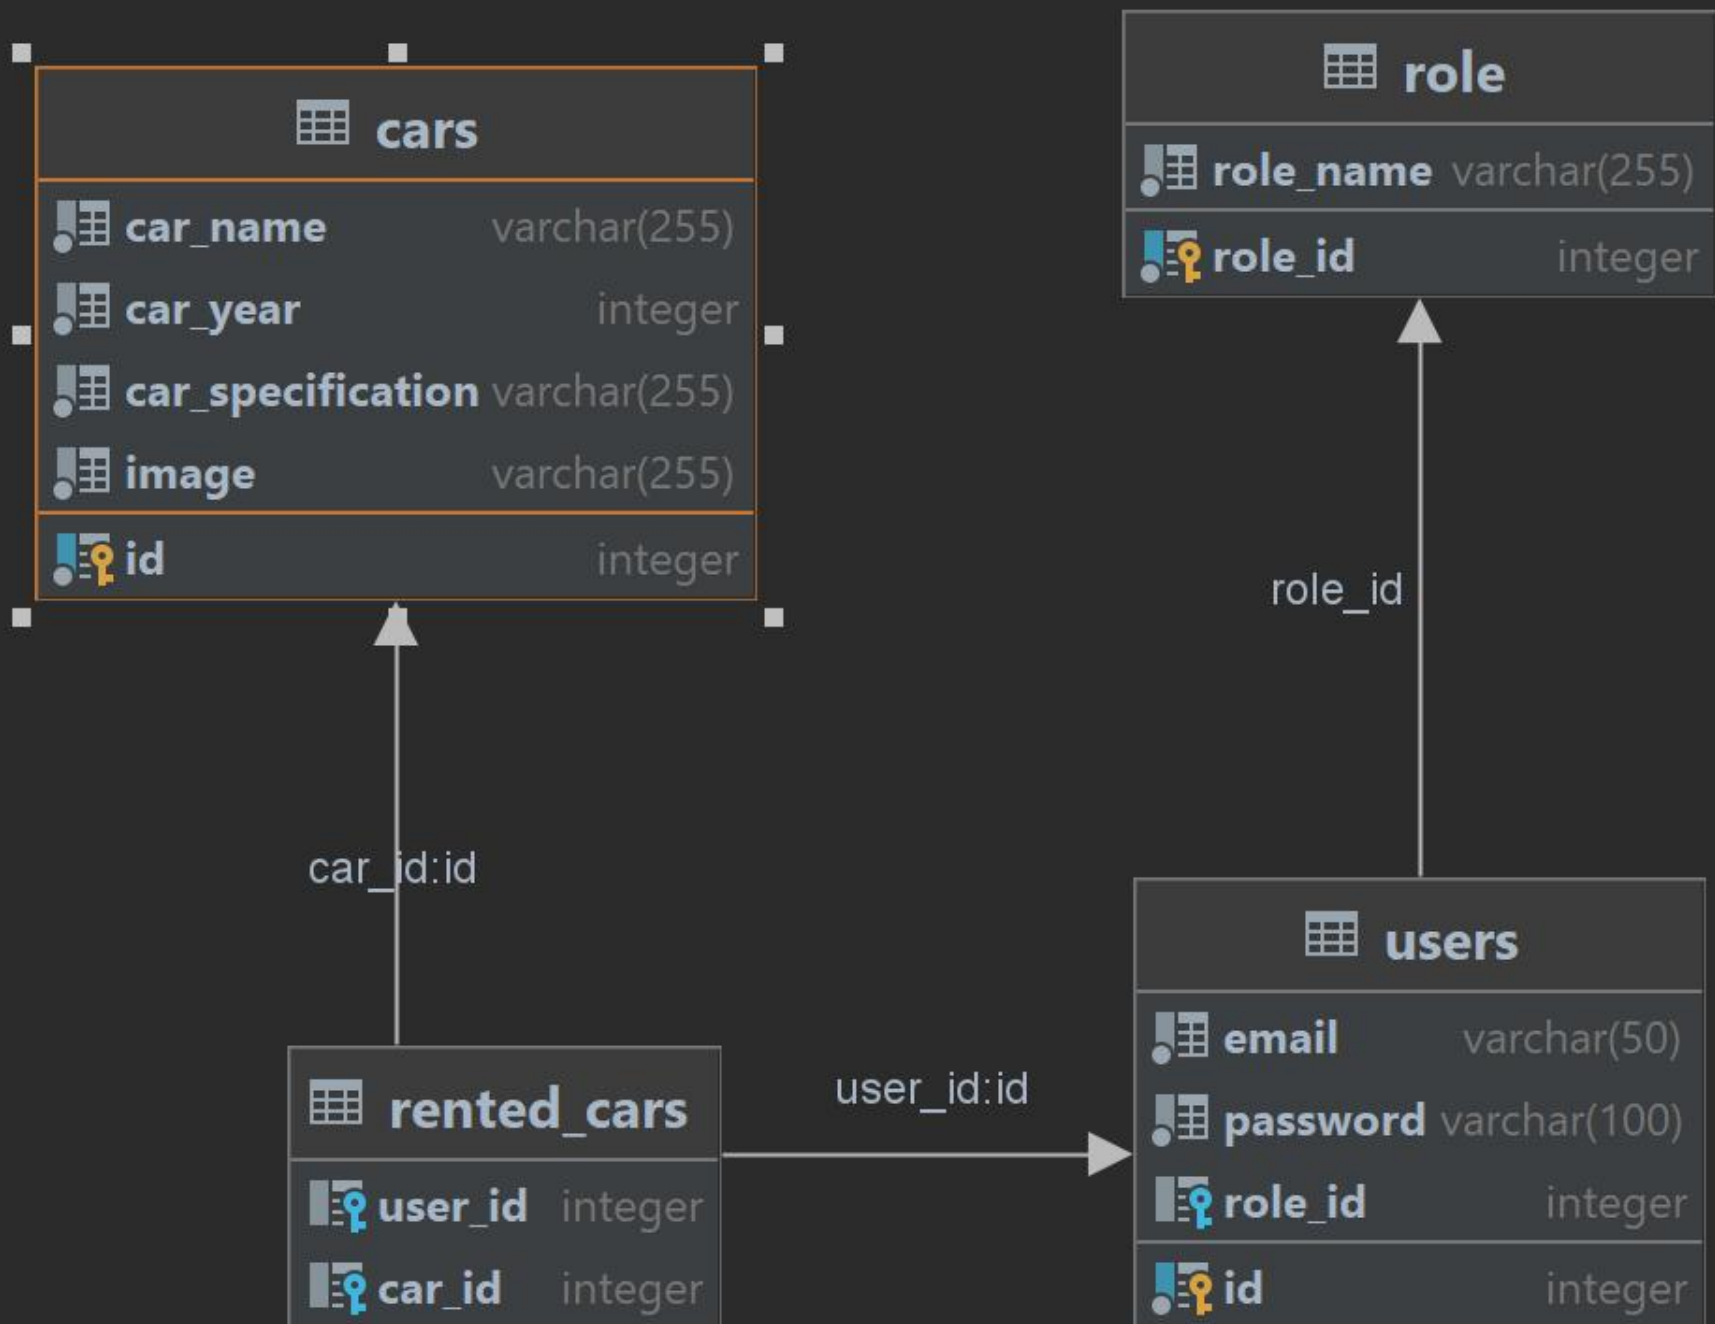 cars
car_name varchar(255)
car_year integer
car_specification varchar(255)
image varchar(255)
id integer
role
role_name varchar(255)
role_id integer
role_id
car_id:id
user_id:id
rented_cars
user_id integer
car_id integer
users
email varchar(50)
password varchar(100)
role_id integer
id integer